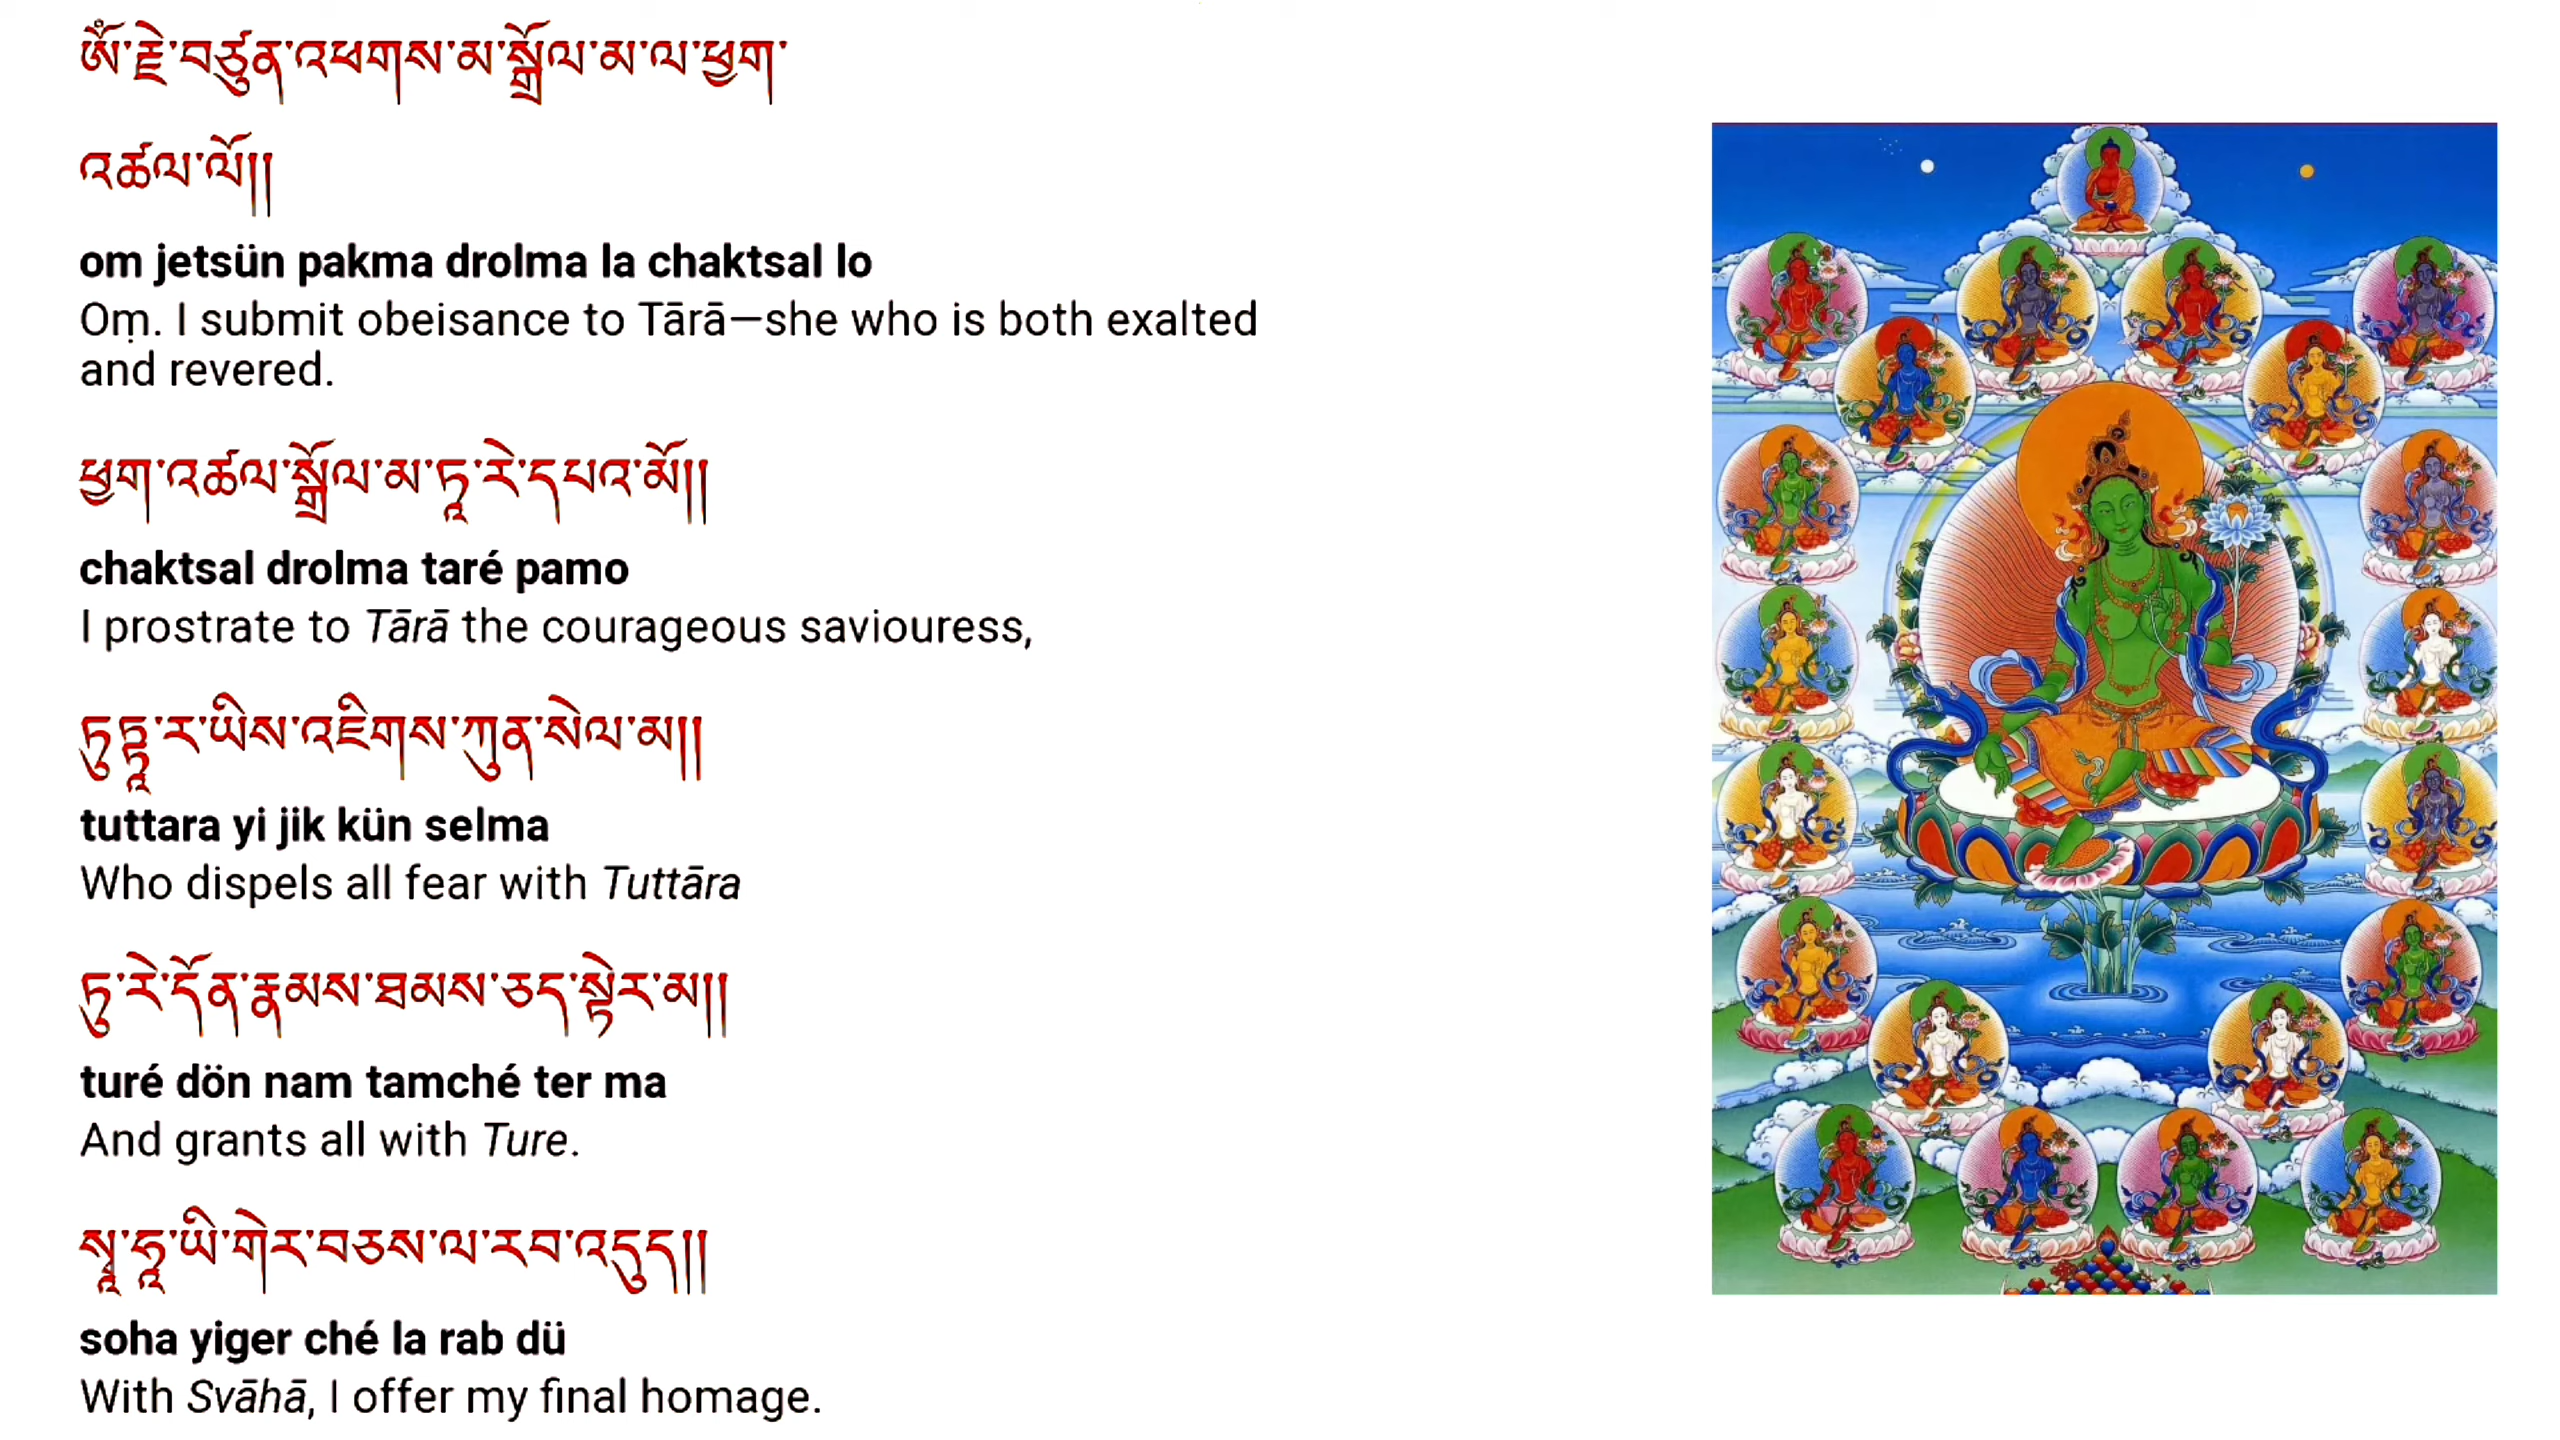 ཨོཾ་རྗེ་བཙུན་འཕགས་མ་སྒྲོལ་མ་ལ་ཕྱག་
འཚལ་ལོ།།
om jetsün pakma drolma la chaktsal lo
Oṃ. I submit obeisance to Tārā—she who is both exalted
and revered.
ཕྱག་འཚལ་སྒྲོལ་མ་ཏཱ་རེ་དཔའ་མོ།།
chaktsal drolma taré pamo
I prostrate to Tārā the courageous saviouress,
ཏུཏྟཱ་ར་ཡིས་འཇིགས་ཀུན་སེལ་མ།།
tuttara yi jik kün selma
Who dispels all fear with Tuttāra
ཏུ་རེ་དོན་རྣམས་ཐམས་ཅད་སྟེར་མ།།
turé dön nam tamché ter ma
And grants all with Ture.
སྭཱ་ཧཱ་ཡི་གེར་བཅས་ལ་རབ་འདུད།།
soha yiger ché la rab dü
With Svāhā, I offer my final homage.